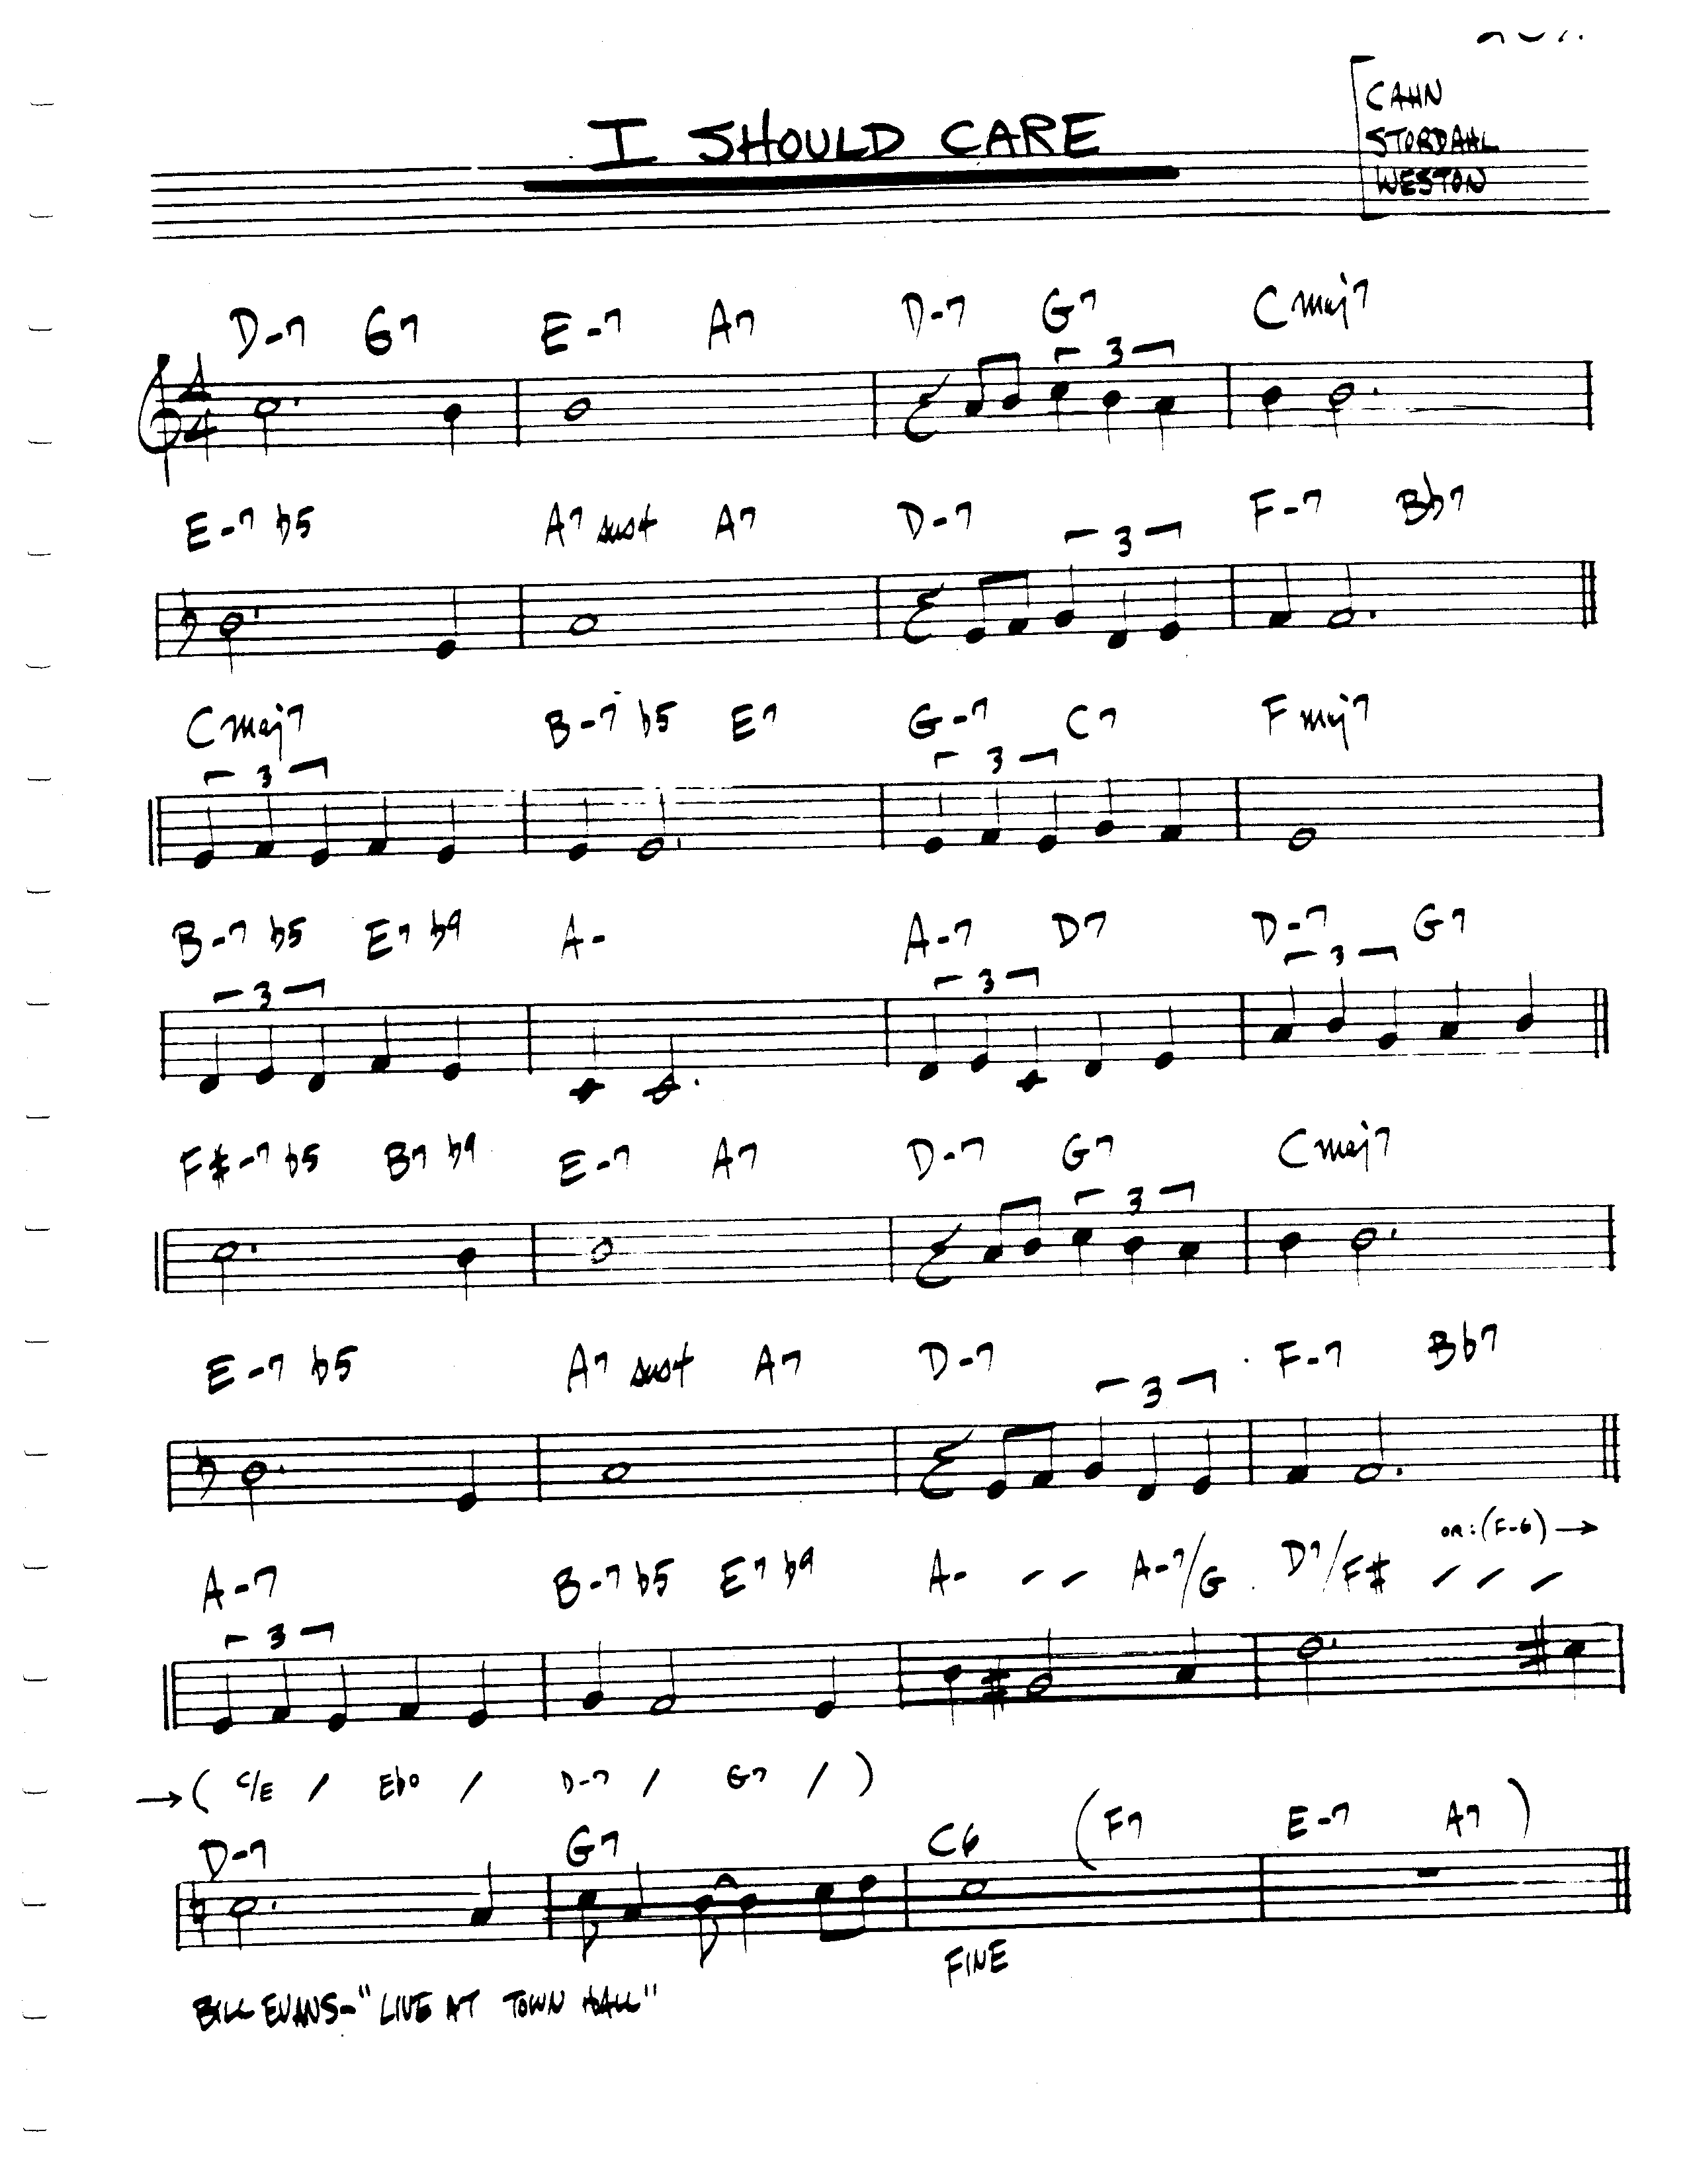 I SHOULD CARE
CAHN
STORDAHL
WESTON
D-7 G7 E-7 A7 D-7 G7 Cmaj7
4/4 3
E-7 b5 A7 sus4 A7 D-7 F-7 Bb7
3
Cmaj7 B-7 b5 E7 G-7 C7 Fmaj7
3 3
B-7 b5 E7 b9 A- A-7 D7 D-7 G7
3 3 3
F#-7 b5 B7 b9 E-7 A7 D-7 G7 Cmaj7
3
E-7 b5 A7 sus4 A7 D-7 F-7 Bb7
3
OR: (F-6) →
A-7 B-7 b5 E7 b9 A- - - A-7/G D7/F# - - -
3
→ ( C/E / Ebo / D-7 / G7 / )
D-7 G7 C6 ( F7 E-7 A7 )
FINE
BILL EVANS - "LIVE AT TOWN HALL"